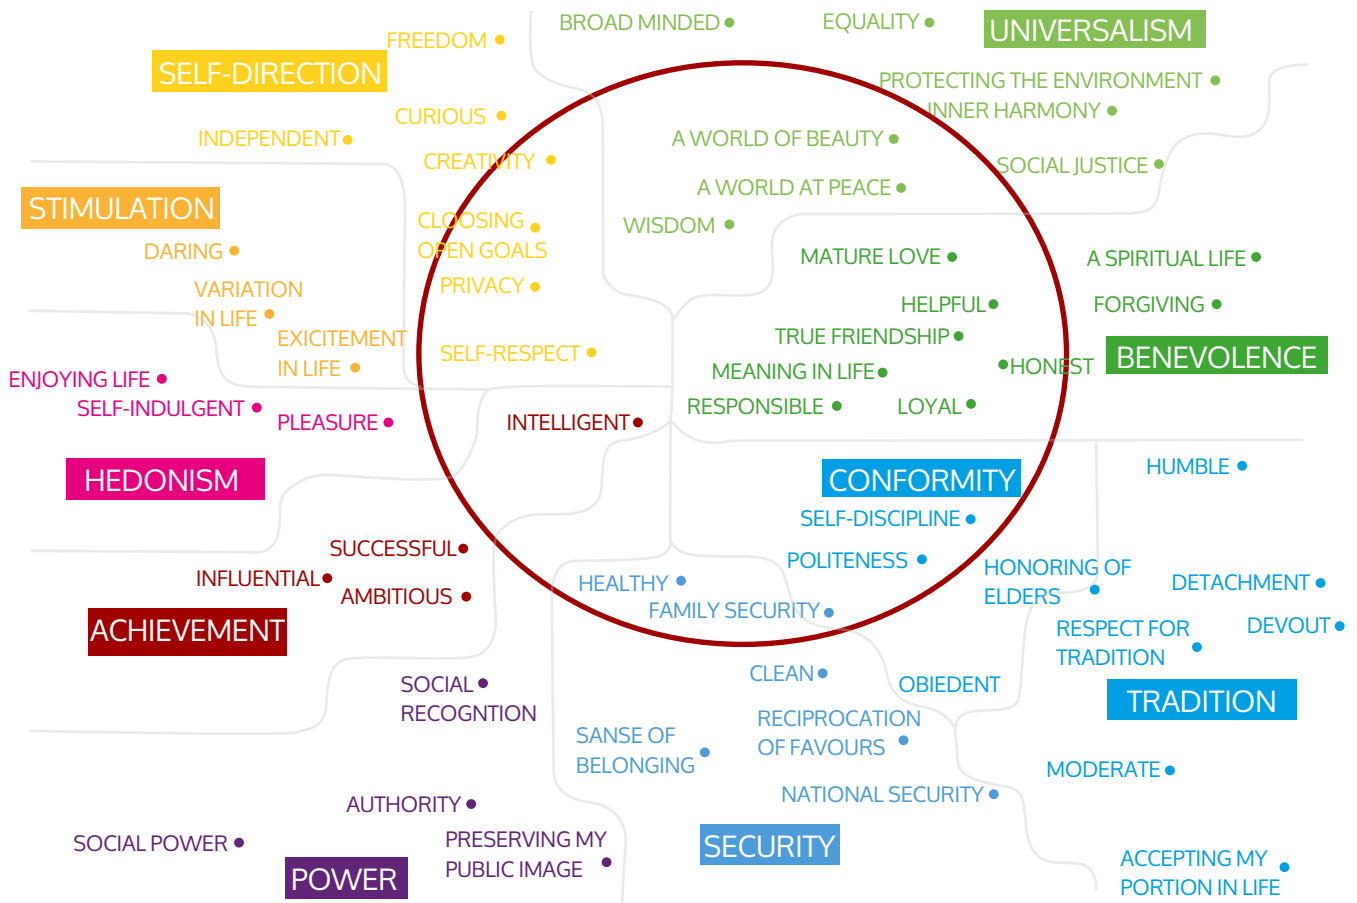 BROAD MINDED
EQUALITY
UNIVERSALISM
FREEDOM
SELF-DIRECTION
PROTECTING THE ENVIRONMENT
INNER HARMONY
CURIOUS
INDEPENDENT
A WORLD OF BEAUTY
CREATIVITY
SOCIAL JUSTICE
A WORLD AT PEACE
STIMULATION
CLOOSING
OPEN GOALS
WISDOM
DARING
MATURE LOVE
A SPIRITUAL LIFE
PRIVACY
VARIATION
IN LIFE
HELPFUL
FORGIVING
EXICITEMENT
IN LIFE
TRUE FRIENDSHIP
SELF-RESPECT
BENEVOLENCE
HONEST
MEANING IN LIFE
ENJOYING LIFE
SELF-INDULGENT
RESPONSIBLE
LOYAL
PLEASURE
INTELLIGENT
HEDONISM
CONFORMITY
HUMBLE
SELF-DISCIPLINE
SUCCESSFUL
POLITENESS
HONORING OF
ELDERS
INFLUENTIAL
HEALTHY
DETACHMENT
AMBITIOUS
FAMILY SECURITY
ACHIEVEMENT
RESPECT FOR
TRADITION
DEVOUT
CLEAN
SOCIAL
RECOGNTION
OBIEDENT
TRADITION
RECIPROCATION
OF FAVOURS
SANSE OF
BELONGING
MODERATE
NATIONAL SECURITY
AUTHORITY
SOCIAL POWER
PRESERVING MY
PUBLIC IMAGE
SECURITY
POWER
ACCEPTING MY
PORTION IN LIFE